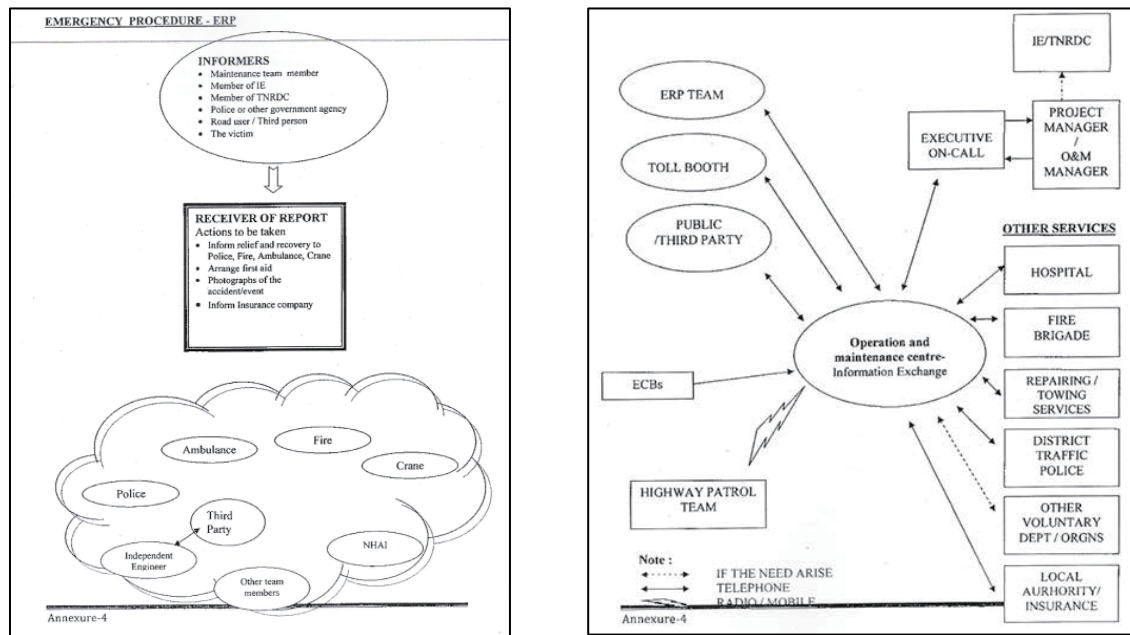 EMERGENCY PROCEDURE - ERP
INFORMERS
• Maintenance team member
• Member of IE
• Member of TNRDC
• Police or other government agency
• Road user / Third person
• The victim
RECEIVER OF REPORT
Actions to be taken
• Inform relief and recovery to
Police, Fire, Ambulance, Crane
• Arrange first aid
• Photographs of the
accident/event
• Inform Insurance company
Fire
Ambulance
Crane
Police
Third
Party
Independent
Engineer
NHAI
Other team
members
Annexure-4
IE/TNRDC
ERP TEAM
PROJECT
MANAGER
/
O&M
MANAGER
EXECUTIVE
ON-CALL
TOLL BOOTH
PUBLIC
/THIRD PARTY
OTHER SERVICES
HOSPITAL
FIRE
BRIGADE
Operation and
maintenance centre-
Information Exchange
ECBs
REPAIRING /
TOWING
SERVICES
DISTRICT
TRAFFIC
POLICE
HIGHWAY PATROL
TEAM
OTHER
VOLUNTARY
DEPT / ORGNS
Note :
IF THE NEED ARISE
TELEPHONE
RADIO / MOBILE
LOCAL
AURHORITY/
INSURANCE
Annexure-4